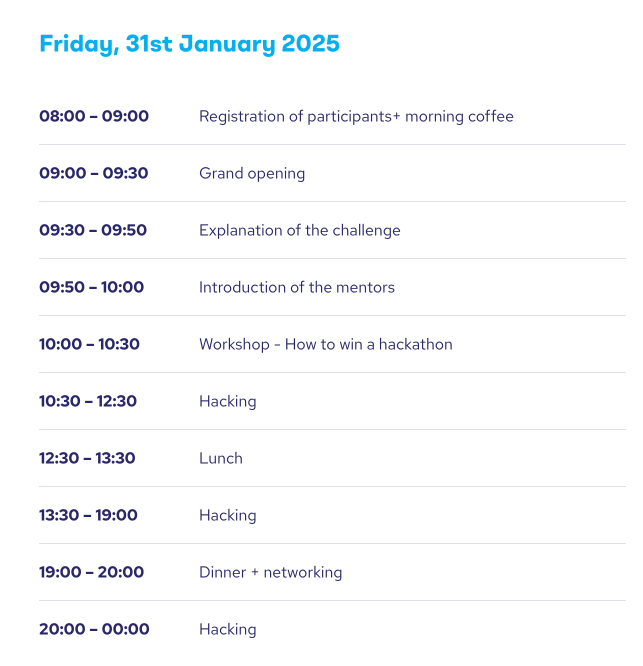 Friday, 31st January 2025
08:00 – 09:00 Registration of participants+ morning coffee
09:00 – 09:30 Grand opening
09:30 – 09:50 Explanation of the challenge
09:50 – 10:00 Introduction of the mentors
10:00 – 10:30 Workshop - How to win a hackathon
10:30 – 12:30 Hacking
12:30 – 13:30 Lunch
13:30 – 19:00 Hacking
19:00 – 20:00 Dinner + networking
20:00 – 00:00 Hacking